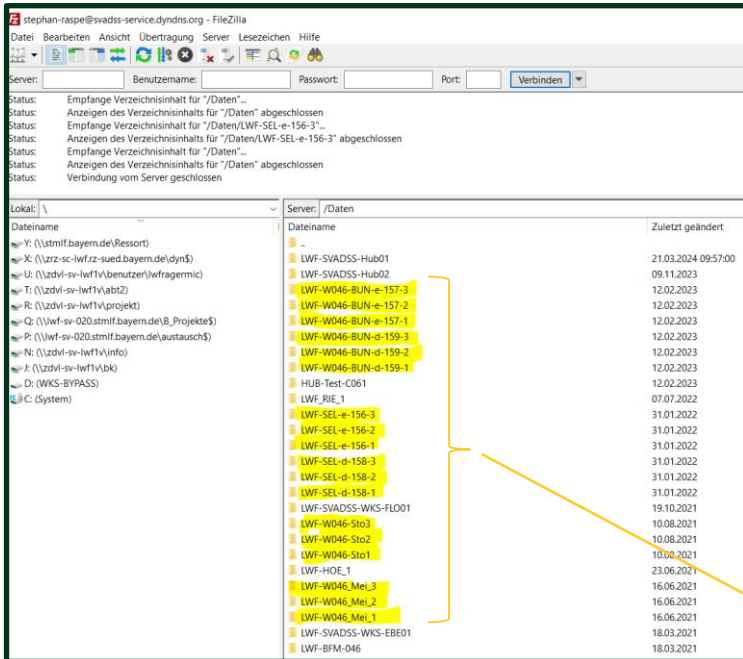 stephan-raspe@svadss-service.dyndns.org - FileZilla
Datei Bearbeiten Ansicht Übertragung Server Lesezeichen Hilfe
Server: Benutzername: Passwort: Port: Verbinden
Status: Empfange Verzeichnisinhalt für "/Daten"...
Status: Anzeigen des Verzeichnisinhalts für "/Daten" abgeschlossen
Status: Empfange Verzeichnisinhalt für "/Daten/LWF-SEL-e-156-3"...
Status: Anzeigen des Verzeichnisinhalts für "/Daten/LWF-SEL-e-156-3" abgeschlossen
Status: Empfange Verzeichnisinhalt für "/Daten"...
Status: Anzeigen des Verzeichnisinhalts für "/Daten" abgeschlossen
Status: Verbindung vom Server geschlossen
Lokal: \
Dateiname
Y: (\\stmlf.bayern.de\Ressort)
X: (\\zrz-sc-lwf.rz-sued.bayern.de\dyn$)
U: (\\zdvl-sv-lwf1v\benutzer\lwfragermic)
T: (\\zdvl-sv-lwf1v\abt2)
R: (\\zdvl-sv-lwf1v\projekt)
Q: (\\lwf-sv-020.stmlf.bayern.de\B_Projekte$)
P: (\\lwf-sv-020.stmlf.bayern.de\austausch$)
N: (\\zdvl-sv-lwf1v\info)
J: (\\zdvl-sv-lwf1v\bk)
D: (WKS-BYPASS)
C: (System)
Server: /Daten
Dateiname Zuletzt geändert
..
LWF-SVADSS-Hub01 21.03.2024 09:57:00
LWF-SVADSS-Hub02 09.11.2023
LWF-W046-BUN-e-157-3 12.02.2023
LWF-W046-BUN-e-157-2 12.02.2023
LWF-W046-BUN-e-157-1 12.02.2023
LWF-W046-BUN-d-159-3 12.02.2023
LWF-W046-BUN-d-159-2 12.02.2023
LWF-W046-BUN-d-159-1 12.02.2023
HUB-Test-C061 12.02.2023
LWF_RIE_1 07.07.2022
LWF-SEL-e-156-3 31.01.2022
LWF-SEL-e-156-2 31.01.2022
LWF-SEL-e-156-1 31.01.2022
LWF-SEL-d-158-3 31.01.2022
LWF-SEL-d-158-2 31.01.2022
LWF-SEL-d-158-1 31.01.2022
LWF-SVADSS-WKS-FLO01 19.10.2021
LWF-W046-Sto3 10.08.2021
LWF-W046-Sto2 10.08.2021
LWF-W046-Sto1 10.08.2021
LWF-HOE_1 23.06.2021
LWF-W046_Mei_3 16.06.2021
LWF-W046_Mei_2 16.06.2021
LWF-W046_Mei_1 16.06.2021
LWF-SVADSS-WKS-EBE01 18.03.2021
LWF-BFM-046 18.03.2021